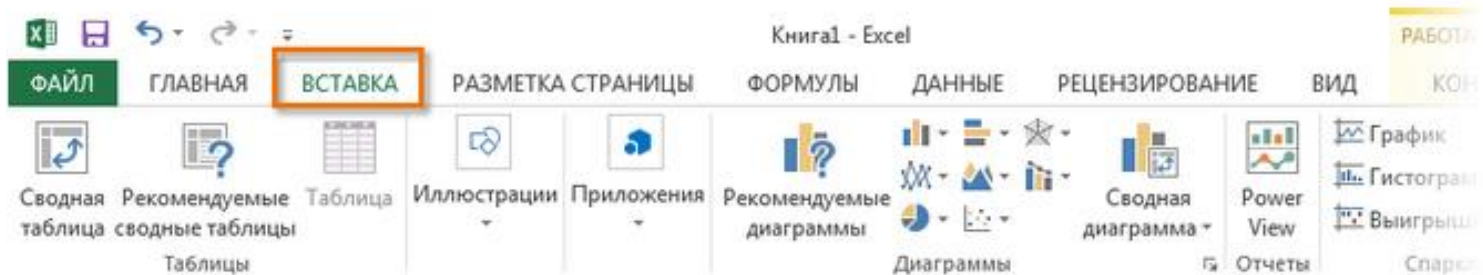 Книга1 - Excel
ФАЙЛ ГЛАВНАЯ ВСТАВКА РАЗМЕТКА СТРАНИЦЫ ФОРМУЛЫ ДАННЫЕ РЕЦЕНЗИРОВАНИЕ ВИД
Сводная таблица
Рекомендуемые сводные таблицы
Таблица
Таблицы
Иллюстрации
Приложения
Рекомендуемые диаграммы
Сводная диаграмма
Диаграммы
Power View
Отчеты
График